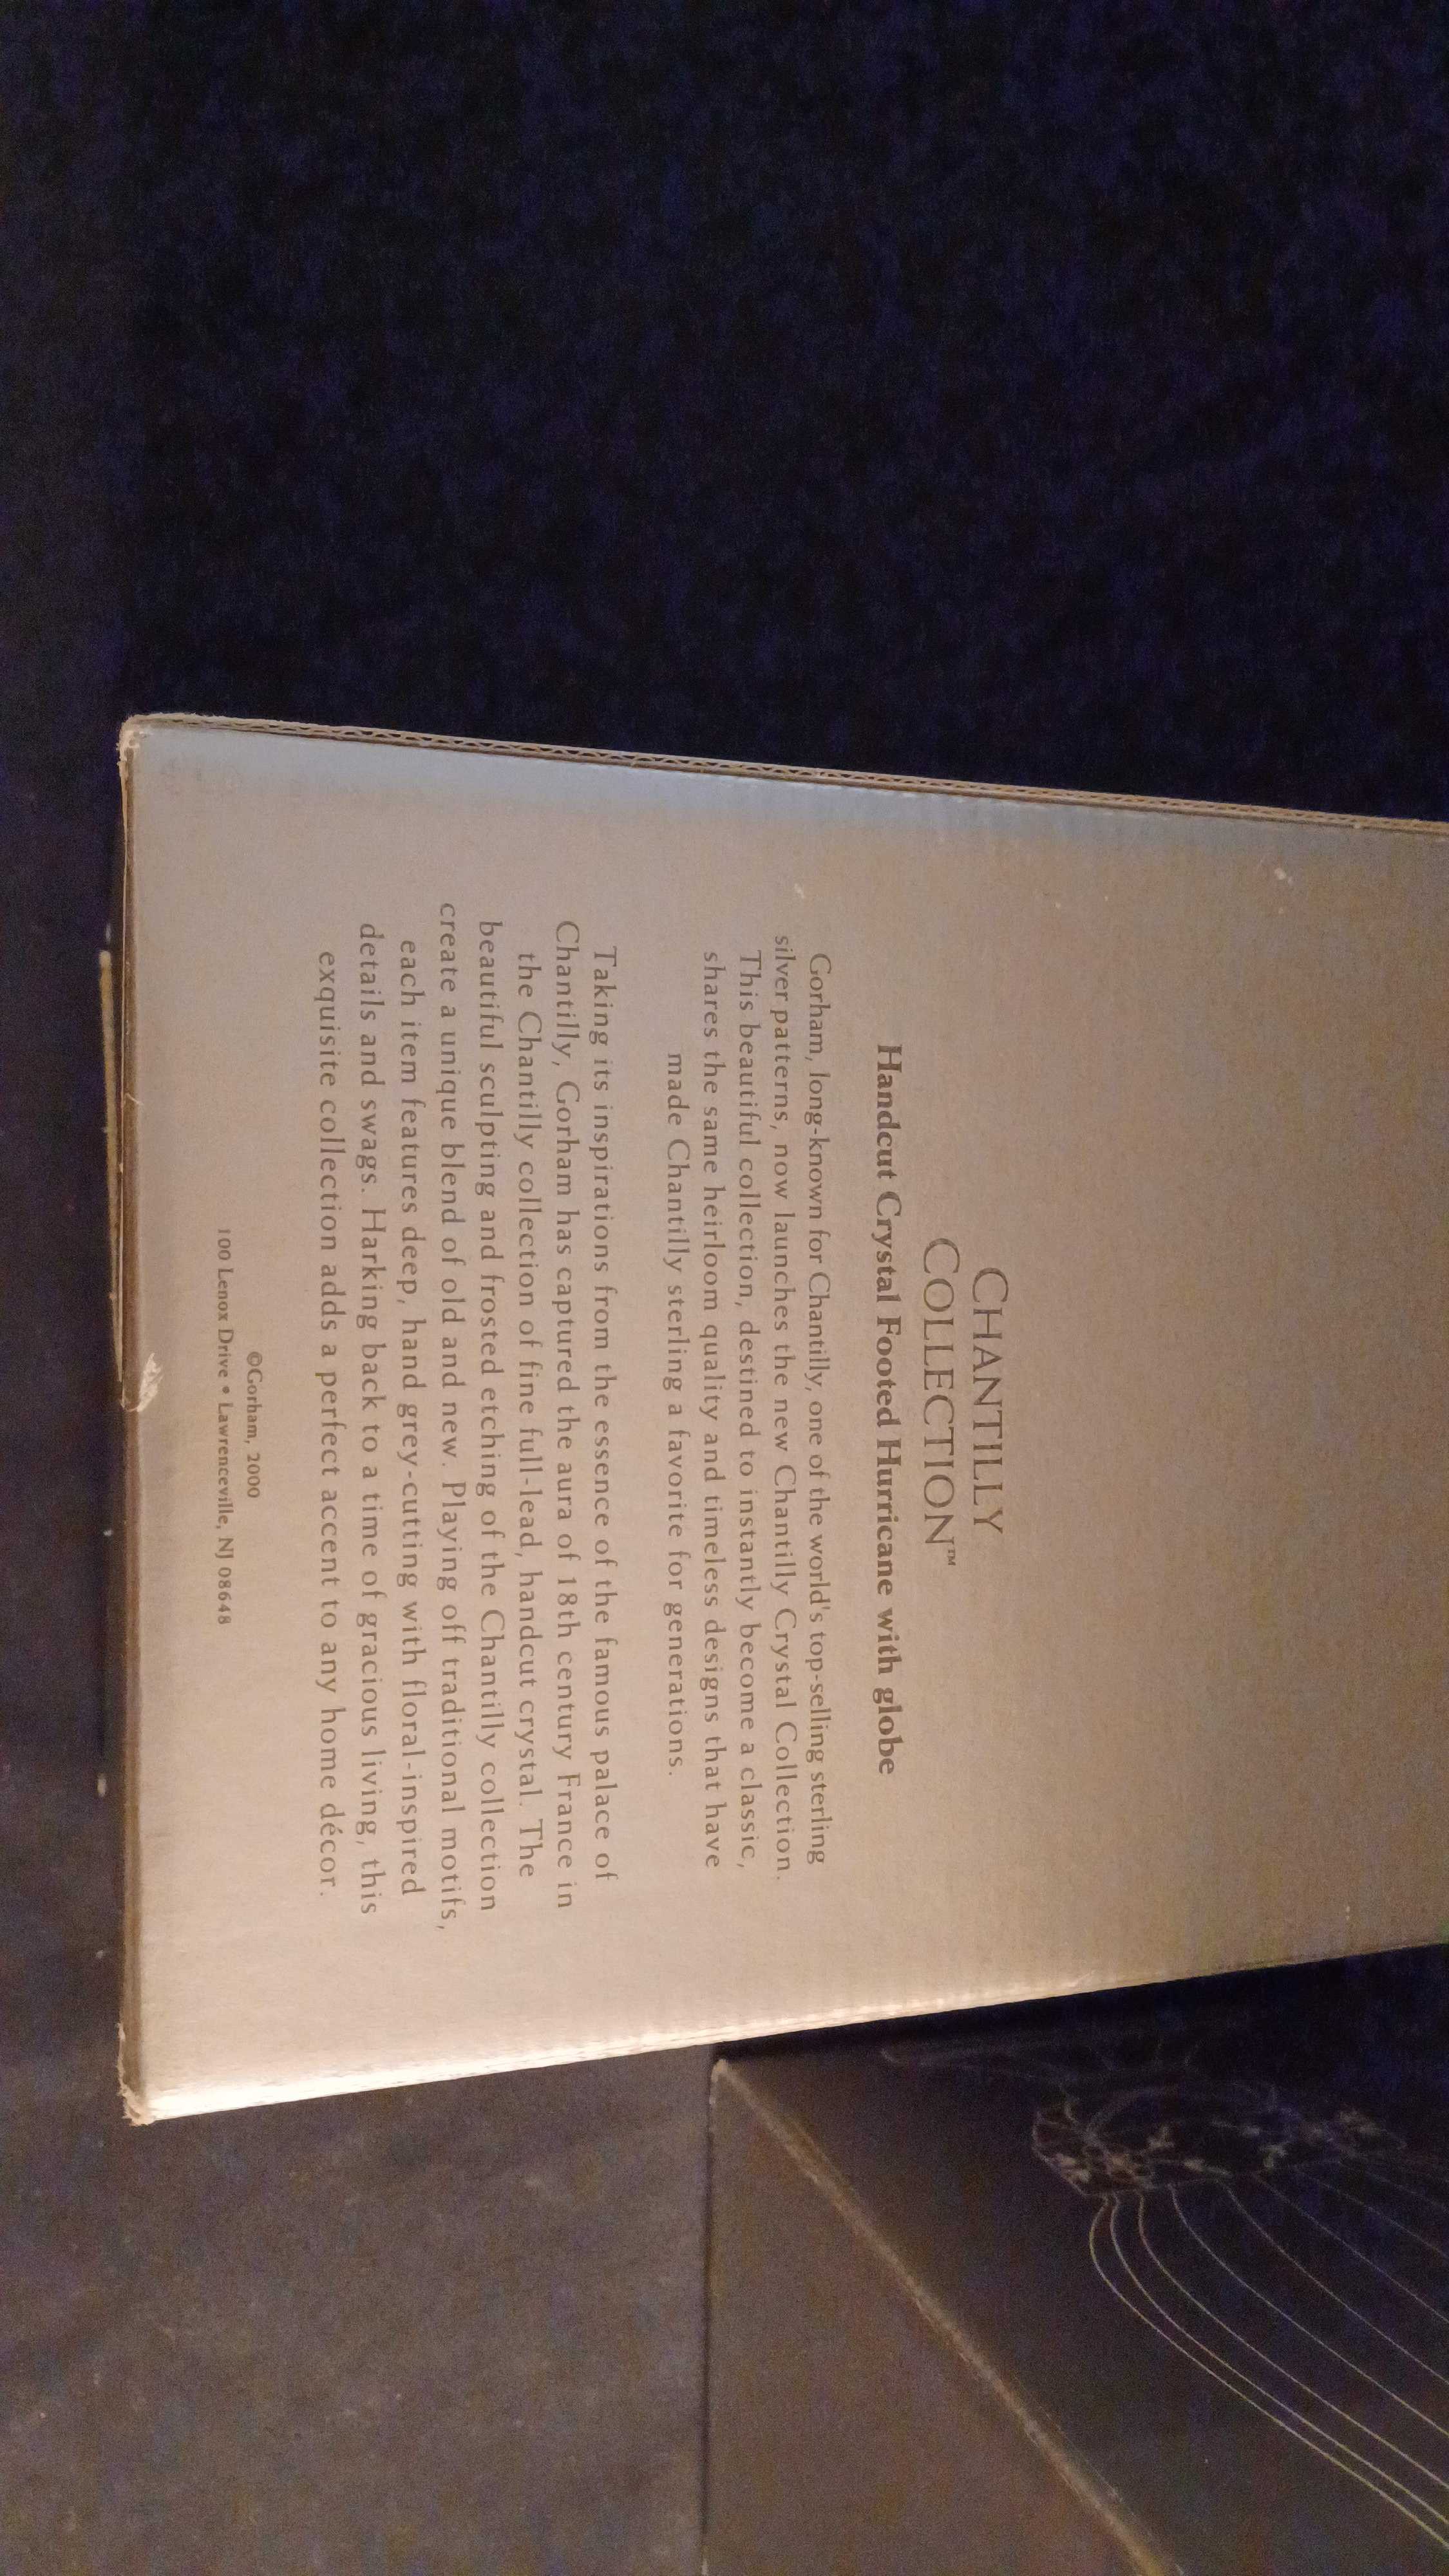 CHANTILLY
COLLECTION™
Handcut Crystal Footed Hurricane with globe
Gorham, long-known for Chantilly, one of the world's top-selling sterling
silver patterns, now launches the new Chantilly Crystal Collection.
This beautiful collection, destined to instantly become a classic,
shares the same heirloom quality and timeless designs that have
made Chantilly sterling a favorite for generations.
Taking its inspirations from the essence of the famous palace of
Chantilly, Gorham has captured the aura of 18th century France in
the Chantilly collection of fine full-lead, handcut crystal. The
beautiful sculpting and frosted etching of the Chantilly collection
create a unique blend of old and new. Playing off traditional motifs,
each item features deep, hand grey-cutting with floral-inspired
details and swags. Harking back to a time of gracious living, this
exquisite collection adds a perfect accent to any home décor.
©Gorham, 2000
100 Lenox Drive • Lawrenceville, NJ 08648